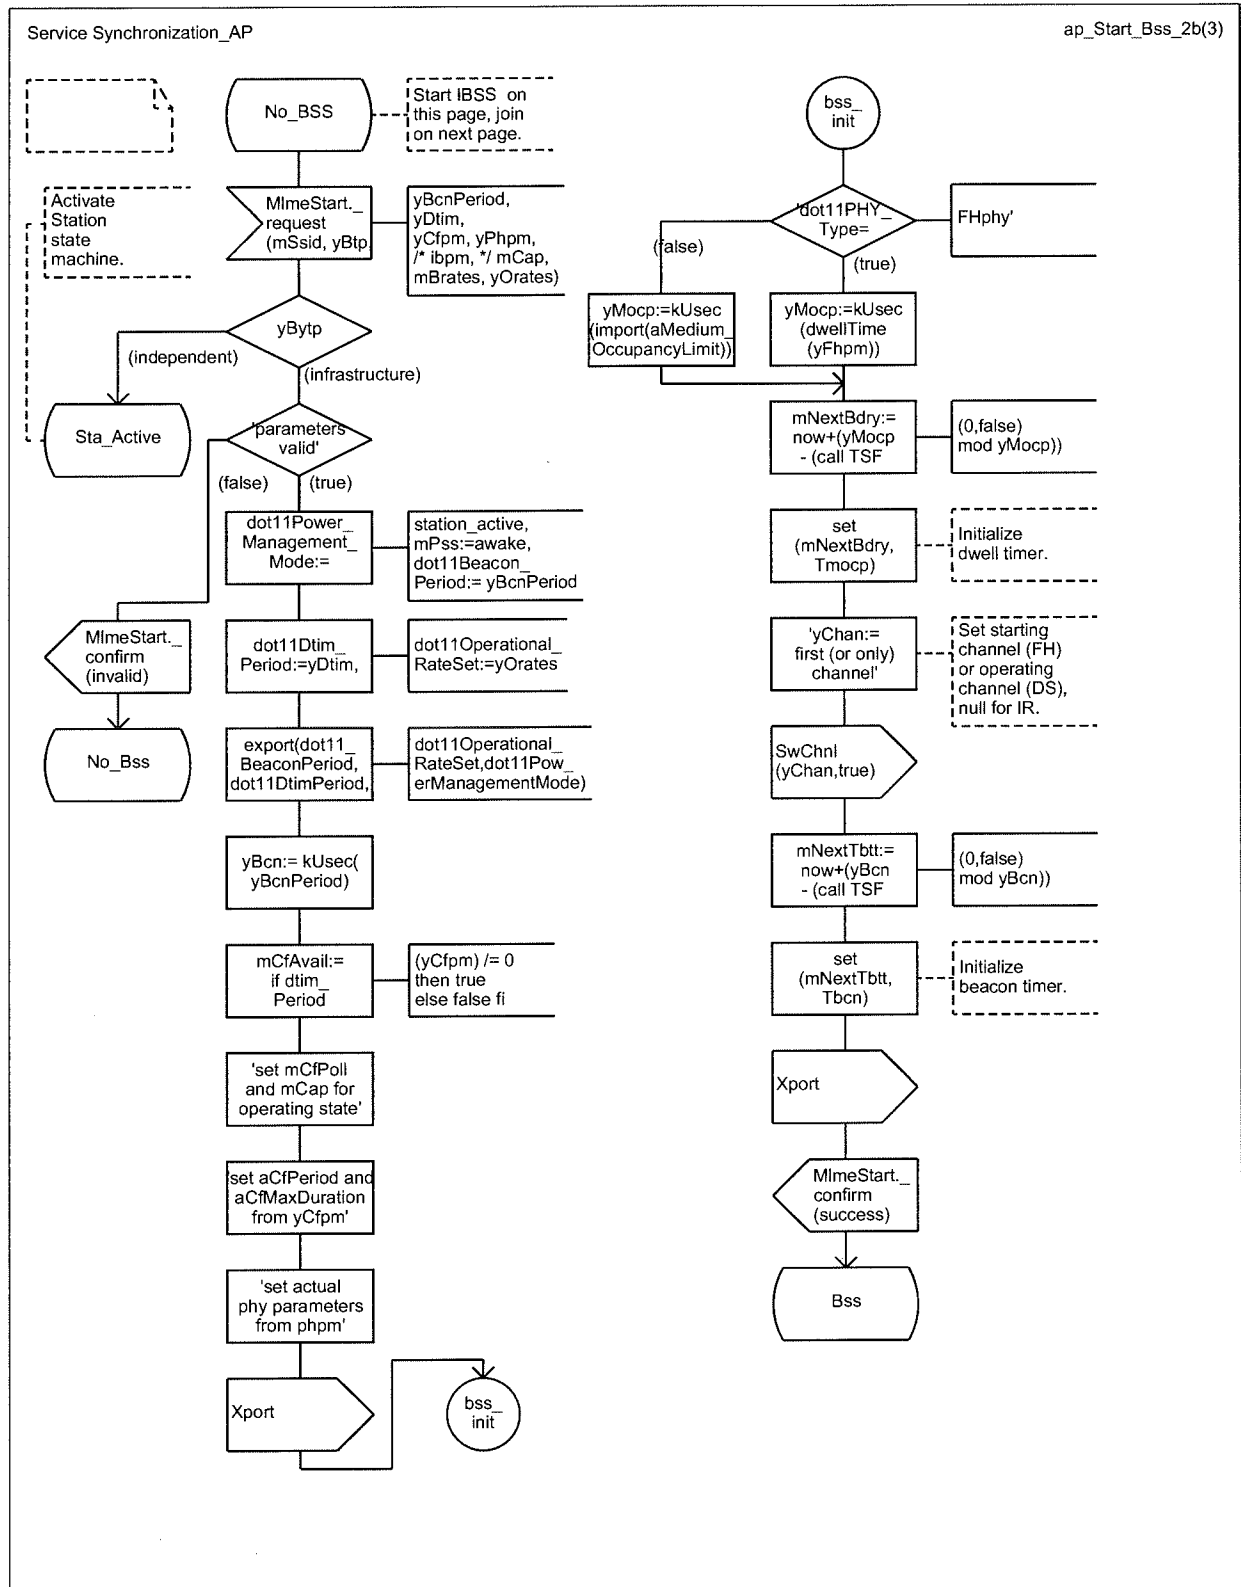 Service Synchronization_AP
ap_Start_Bss_2b(3)
No_BSS
Start IBSS on
this page, join
on next page.
Activate
Station
state
machine.
MlmeStart._
request
(mSsid, yBtp,
yBcnPeriod,
yDtim,
yCfpm, yPhpm,
/* ibpm, */ mCap,
mBrates, yOrates)
yBytp
(independent)
(infrastructure)
Sta_Active
'parameters
valid'
(false)
(true)
dot11Power_
Management_
Mode:=
station_active,
mPss:=awake,
dot11Beacon_
Period:= yBcnPeriod
MlmeStart._
confirm
(invalid)
dot11Dtim_
Period:=yDtim,
dot11Operational_
RateSet:=yOrates
No_Bss
export(dot11_
BeaconPeriod,
dot11DtimPeriod,
dot11Operational_
RateSet,dot11Pow_
erManagementMode)
yBcn:= kUsec(
yBcnPeriod)
mCfAvail:=
if dtim_
Period
(yCfpm) /= 0
then true
else false fi
'set mCfPoll
and mCap for
operating state'
'set aCfPeriod and
aCfMaxDuration
from yCfpm'
'set actual
phy parameters
from phpm'
Xport
bss_
init
bss_
init
'dot11PHY_
Type=
FHphy'
(false)
(true)
yMocp:=kUsec
(import(aMedium_
OccupancyLimit))
yMocp:=kUsec
(dwellTime
(yFhpm))
mNextBdry:=
now+(yMocp
- (call TSF
(0,false)
mod yMocp))
set
(mNextBdry,
Tmocp)
Initialize
dwell timer.
'yChan:=
first (or only)
channel'
Set starting
channel (FH)
or operating
channel (DS),
null for IR.
SwChnl
(yChan,true)
mNextTbtt:=
now+(yBcn
- (call TSF
(0,false)
mod yBcn))
set
(mNextTbtt,
Tbcn)
Initialize
beacon timer.
Xport
MlmeStart._
confirm
(success)
Bss